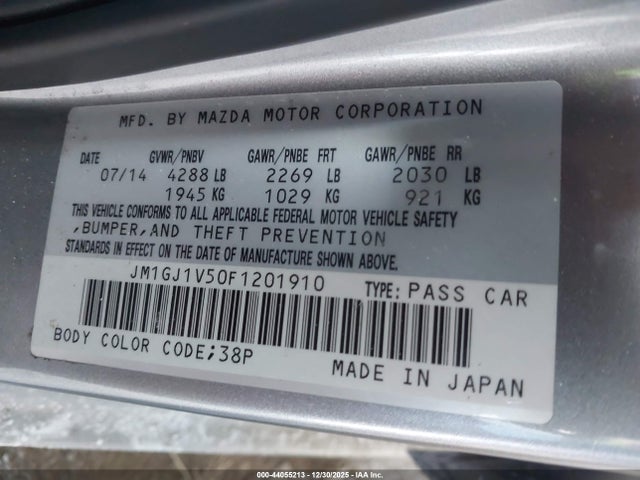 MFD. BY MAZDA MOTOR CORPORATION
DATE GVWR/PNBV GAWR/PNBE FRT GAWR/PNBE RR
07/14 4288 LB 2269 LB 2030 LB
1945 KG 1029 KG 921 KG
THIS VEHICLE CONFORMS TO ALL APPLICABLE FEDERAL MOTOR VEHICLE SAFETY
,BUMPER,AND THEFT PREVENTION
STANDARDS IN EFFECT ON THE DATE OF MANUFACTURE SHOWN ABOVE.
JM1GJ1V50F1201910 TYPE: PASS CAR
BODY COLOR CODE;38P
MADE IN JAPAN
000-44055213 - 12/30/2025 - IAA Inc.